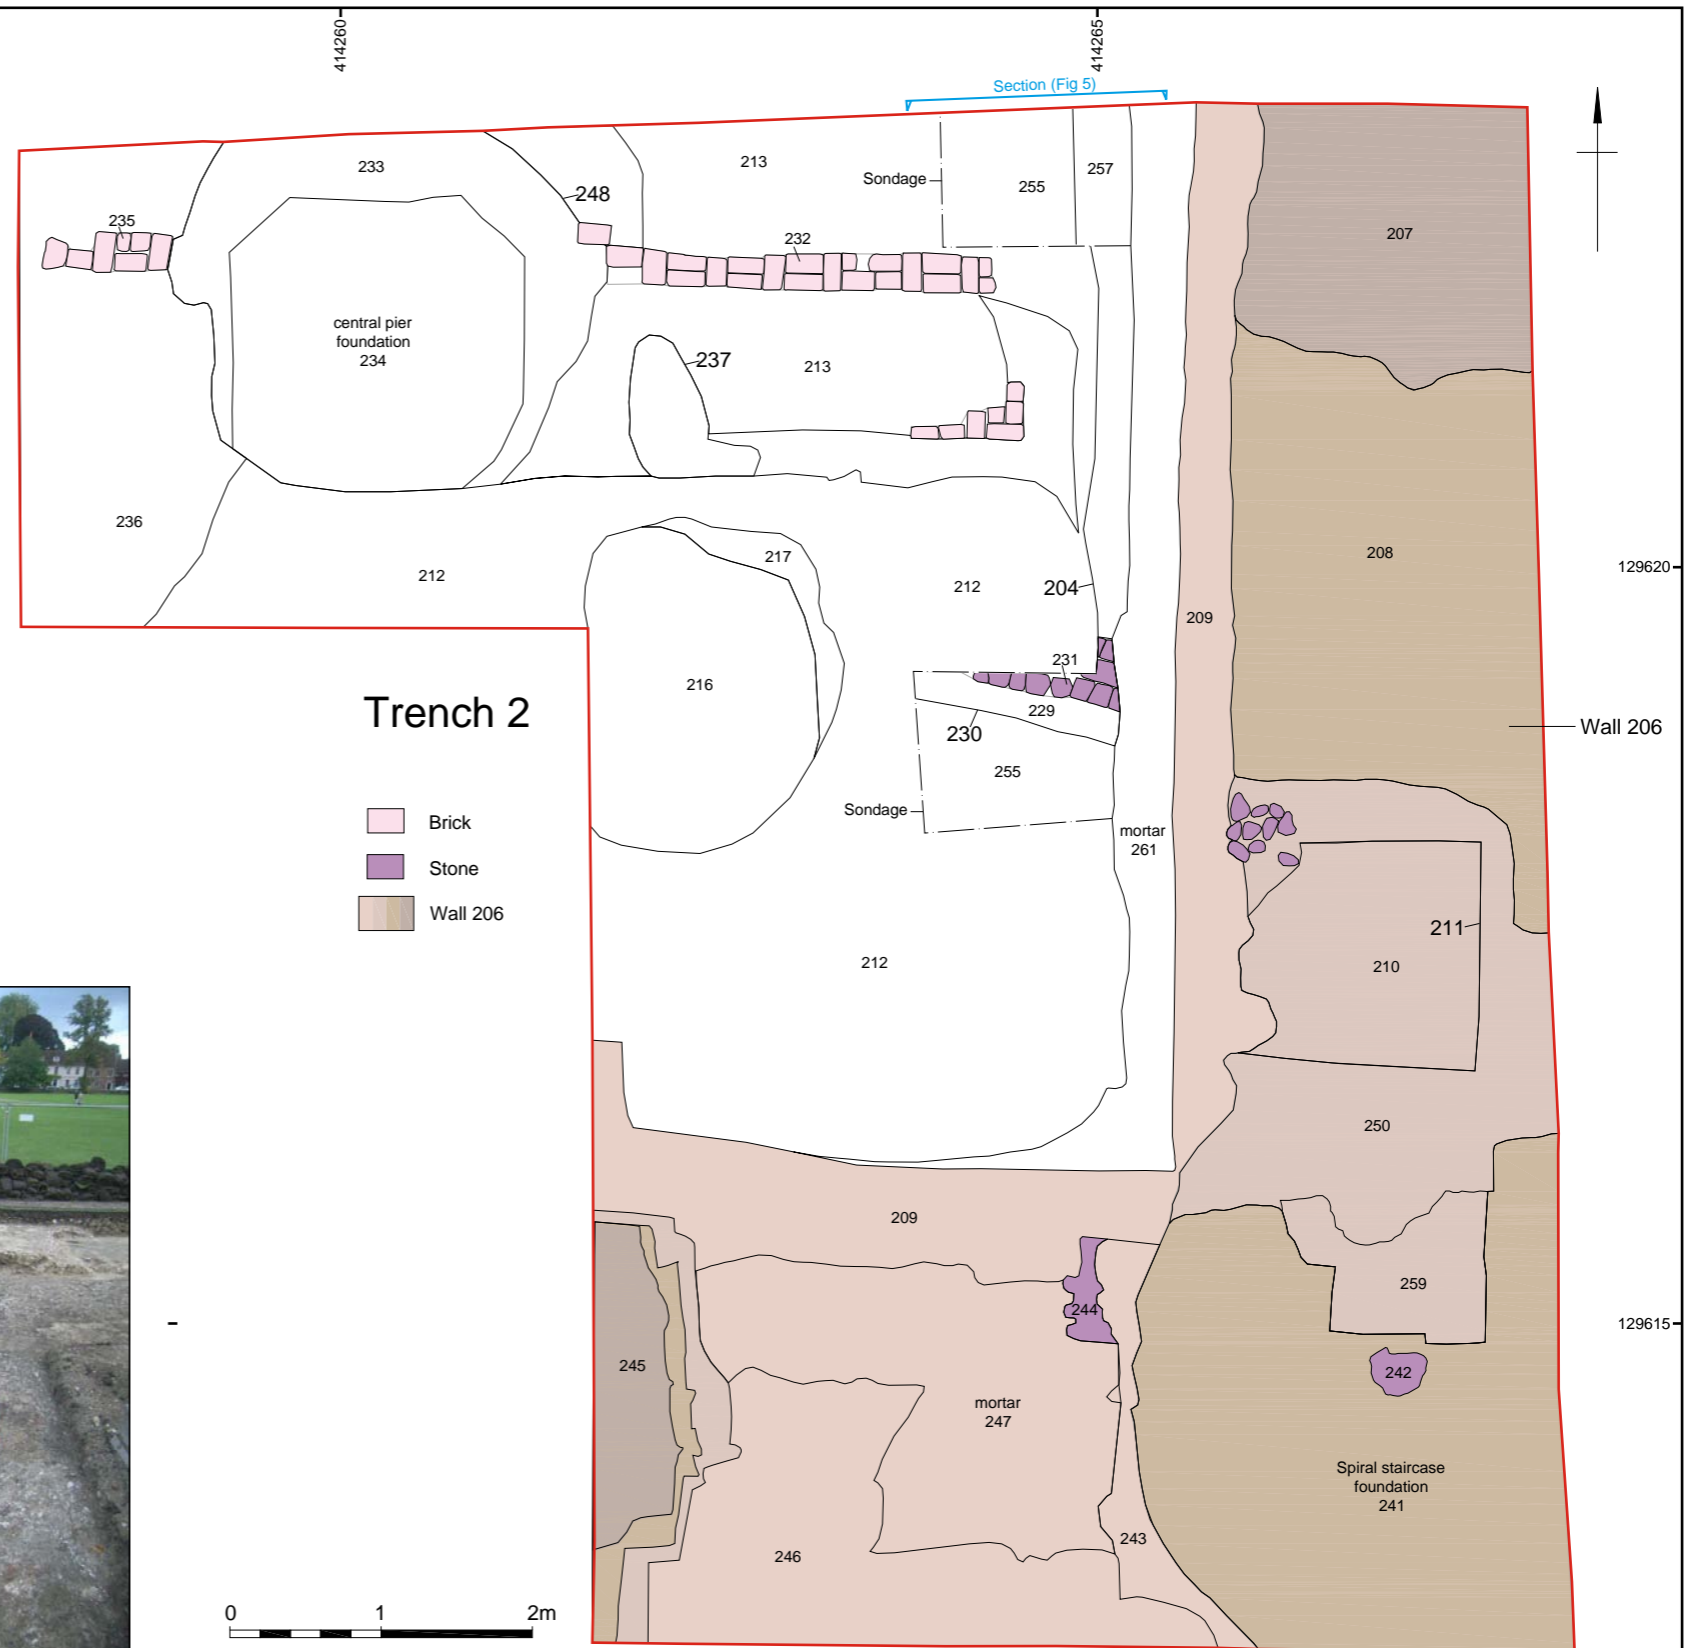 414260
414265
Section (Fig 5)
233
248
213
Sondage
255
257
207
235
232
central pier
foundation
234
237
213
236
212
217
212
204
208
129620
209
216
231
229
230
255
Sondage
mortar
261
Wall 206
Trench 2
Brick
Stone
Wall 206
212
211
210
250
209
259
244
129615
245
242
mortar
247
Spiral staircase
foundation
241
243
246
0 1 2m